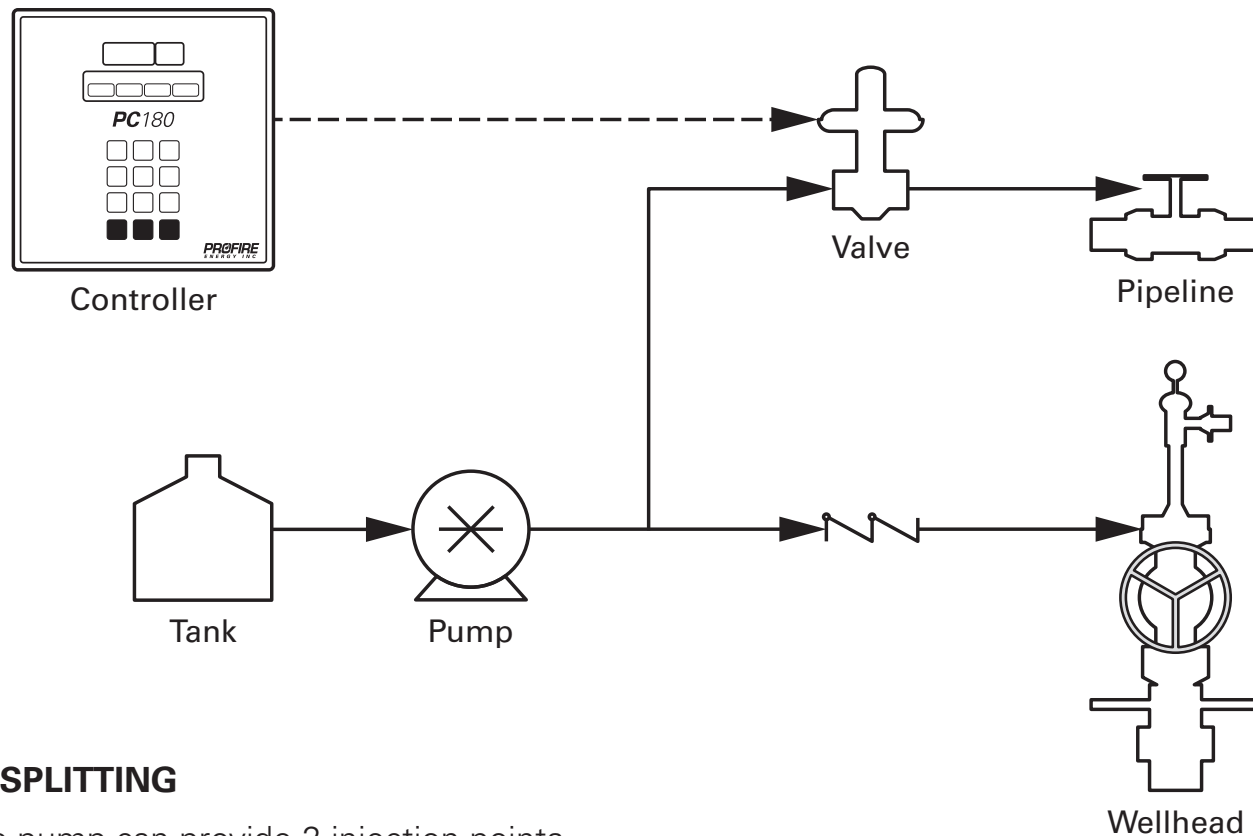 PC180
PROFIRE
ENERGY INC
Controller
Valve
Pipeline
Tank
Pump
Wellhead
SPLITTING
pump can provide 2 injection points